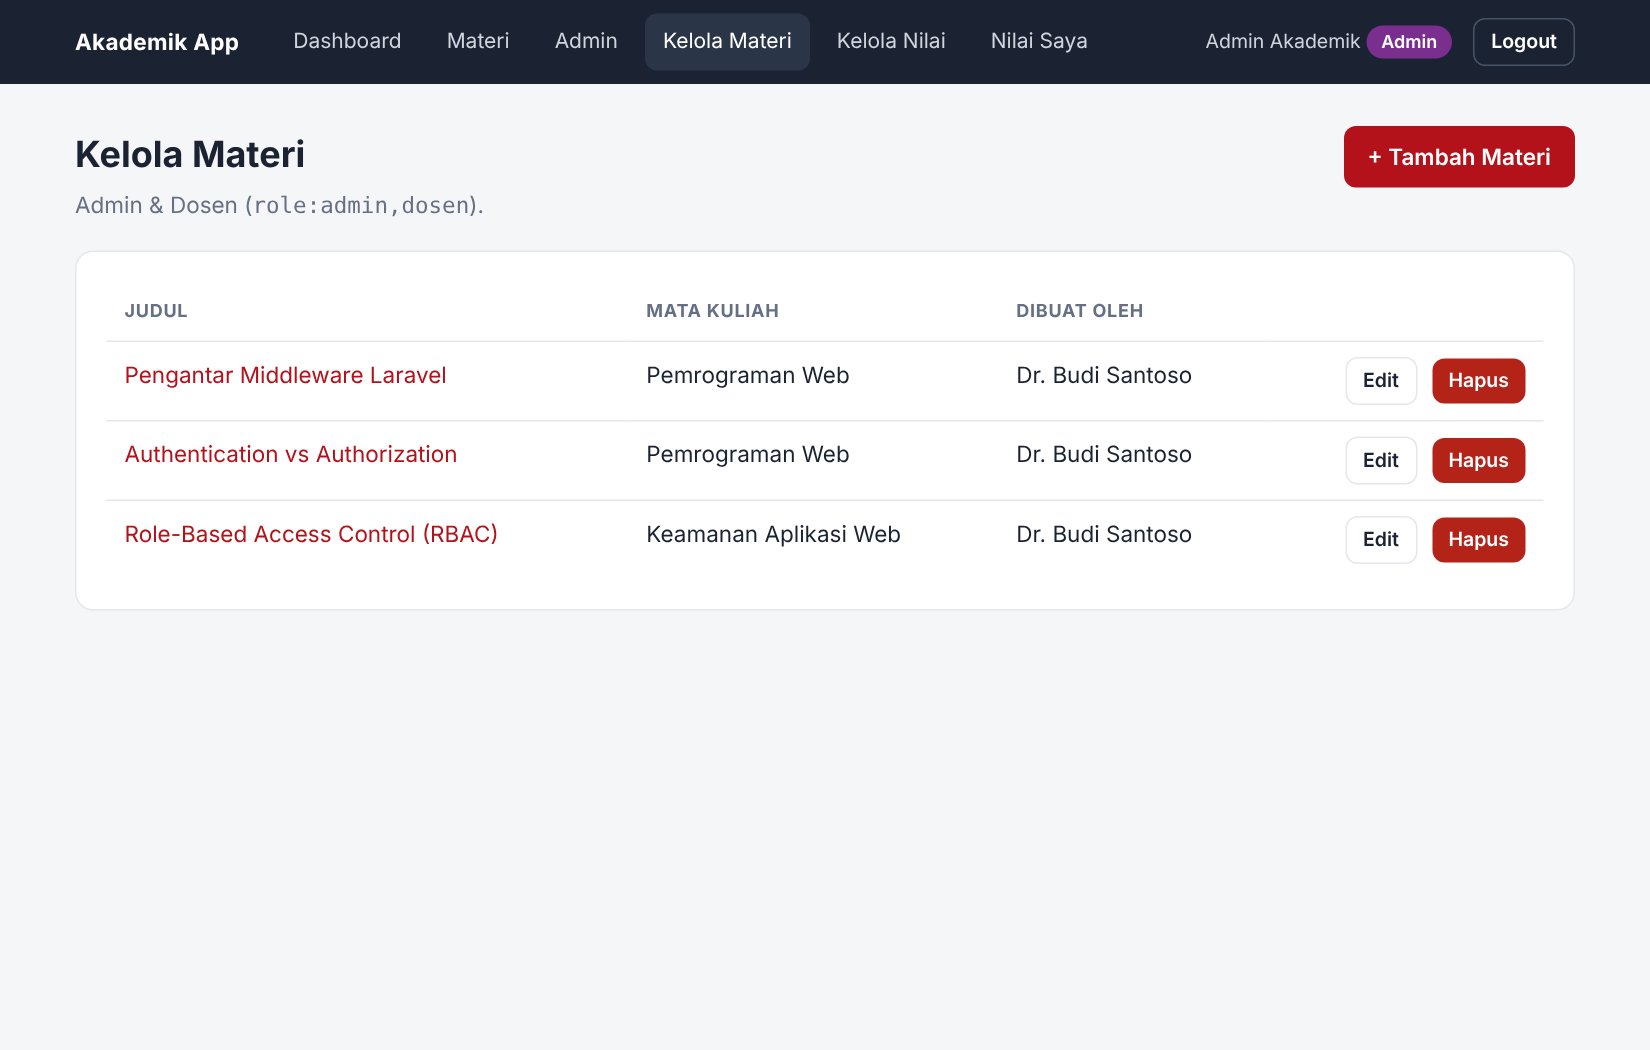 Akademik App Dashboard Materi Admin Kelola Materi Kelola Nilai Nilai Saya Admin Akademik Admin Logout
Kelola Materi
+ Tambah Materi
Admin & Dosen (role:admin,dosen).
JUDUL MATA KULIAH DIBUAT OLEH
Pengantar Middleware Laravel Pemrograman Web Dr. Budi Santoso Edit Hapus
Authentication vs Authorization Pemrograman Web Dr. Budi Santoso Edit Hapus
Role-Based Access Control (RBAC) Keamanan Aplikasi Web Dr. Budi Santoso Edit Hapus